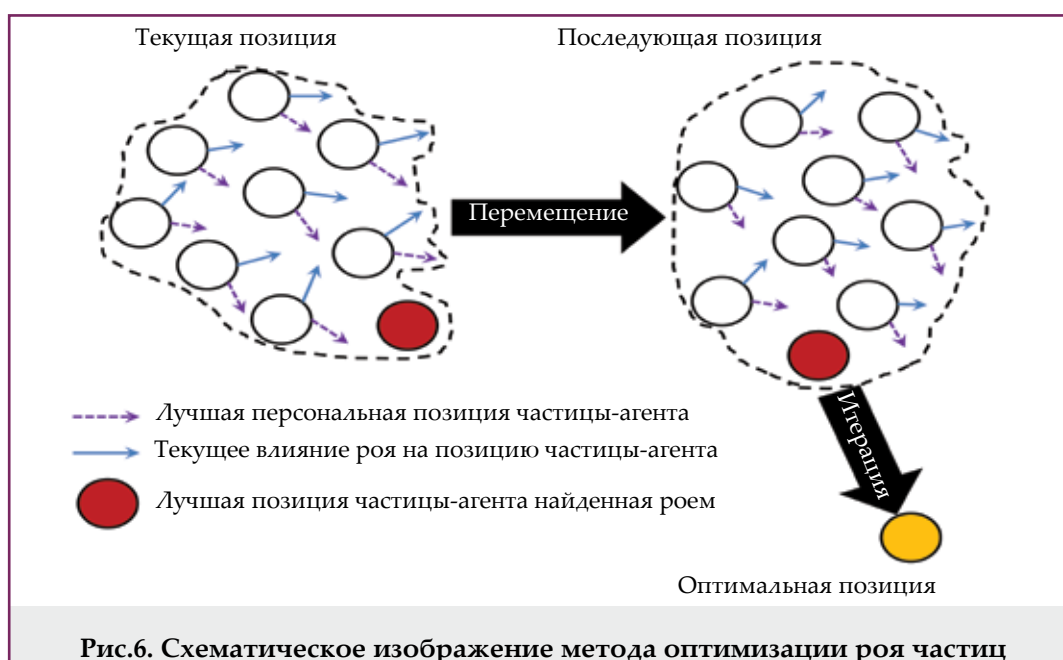 Текущая позиция
Последующая позиция
Перемещение
Лучшая персональная позиция частицы-агента
Текущее влияние роя на позицию частицы-агента
Лучшая позиция частицы-агента найденная роем
Итерация
Оптимальная позиция
Рис.6. Схематическое изображение метода оптимизации роя частиц